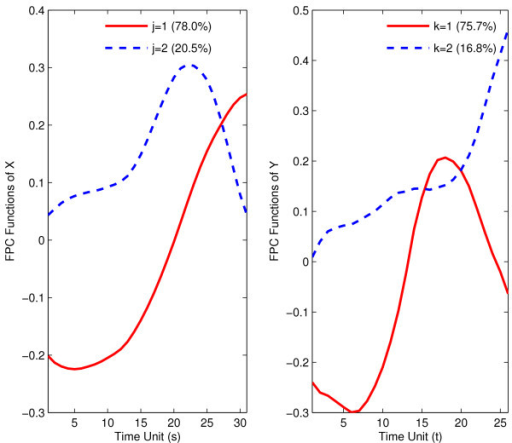 j=1 (78.0%)
j=2 (20.5%)
FPC Functions of X
0.4
0.3
0.2
0.1
0
−0.1
−0.2
−0.3
5 10 15 20 25 30
Time Unit (s)
k=1 (75.7%)
k=2 (16.8%)
FPC Functions of Y
0.5
0.4
0.3
0.2
0.1
0
−0.1
−0.2
−0.3
5 10 15 20 25
Time Unit (t)